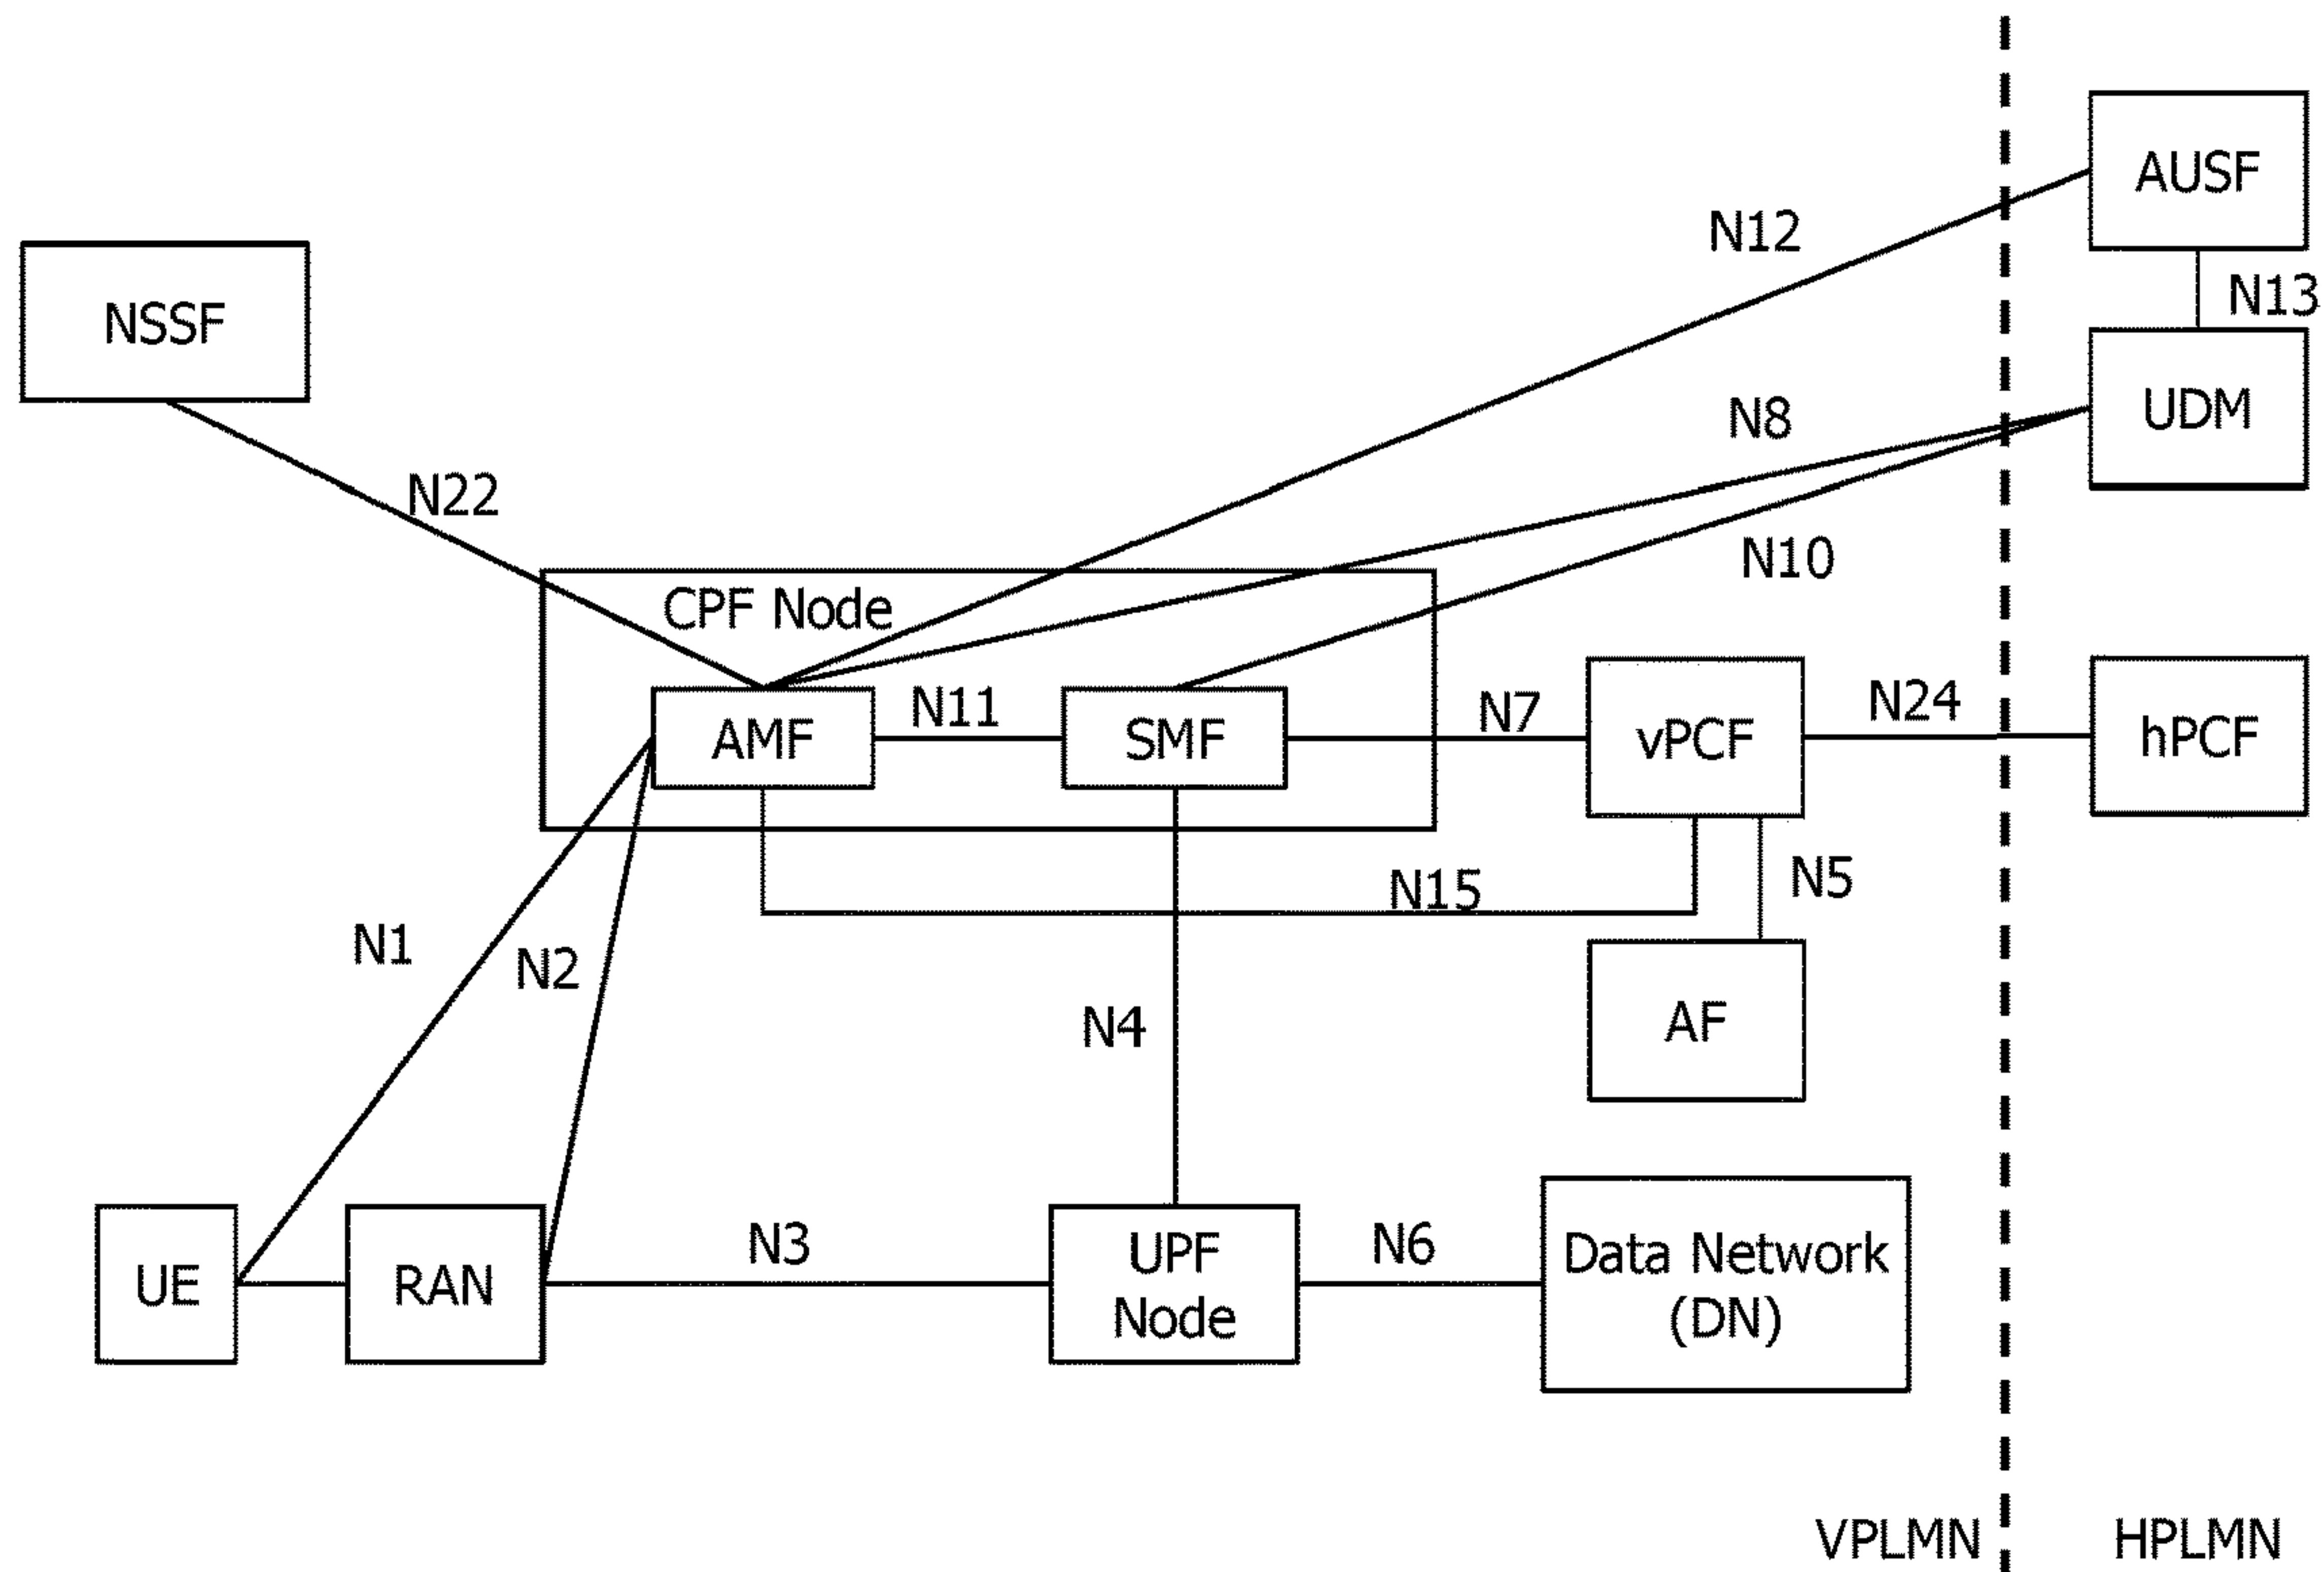 AUSF
N12
N13
NSSF
UDM
N8
N22
N10
CPF Node
AMF
N11
SMF
N7
vPCF
N24
hPCF
N15
N5
N1
N2
N4
AF
UE
RAN
N3
UPF
Node
N6
Data Network
(DN)
VPLMN
HPLMN